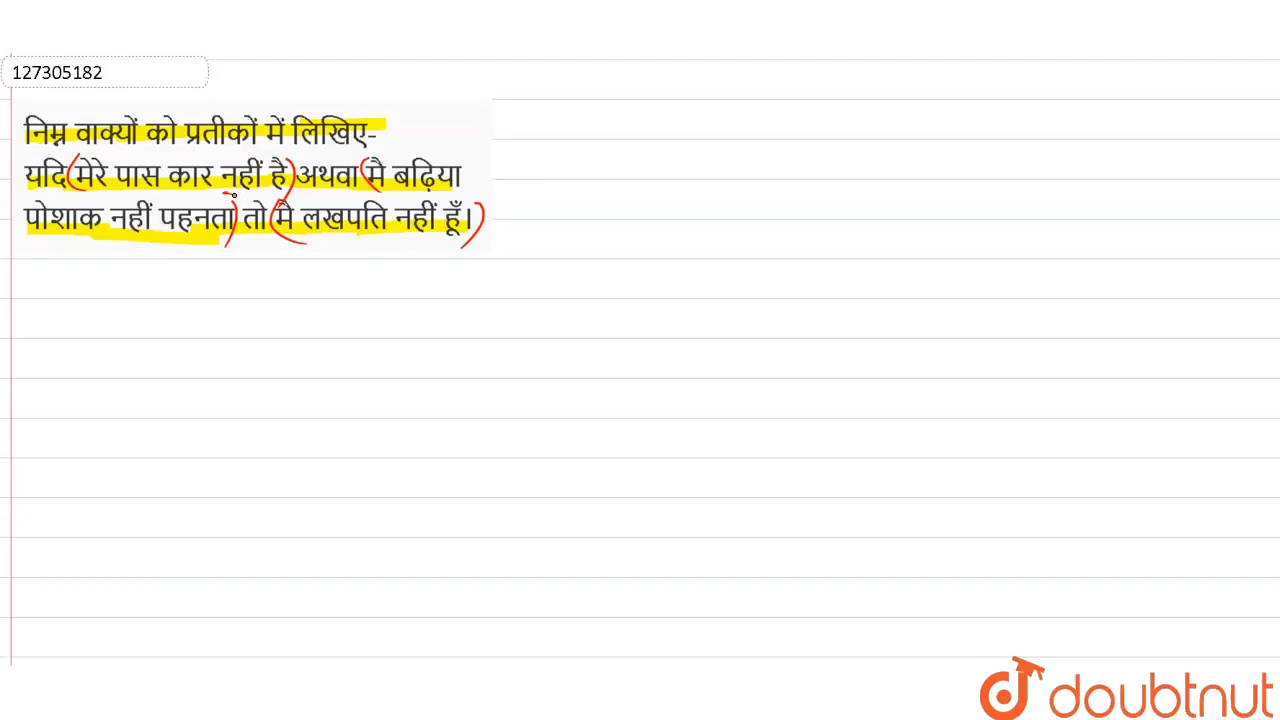 127305182
निम्न वाक्यों को प्रतीकों में लिखिए-
यदि (मेरे पास कार नहीं है) अथवा (मै बढ़िया
पोशाक नहीं पहनता) तो (मै लखपति नहीं हूँ।)
doubtnut